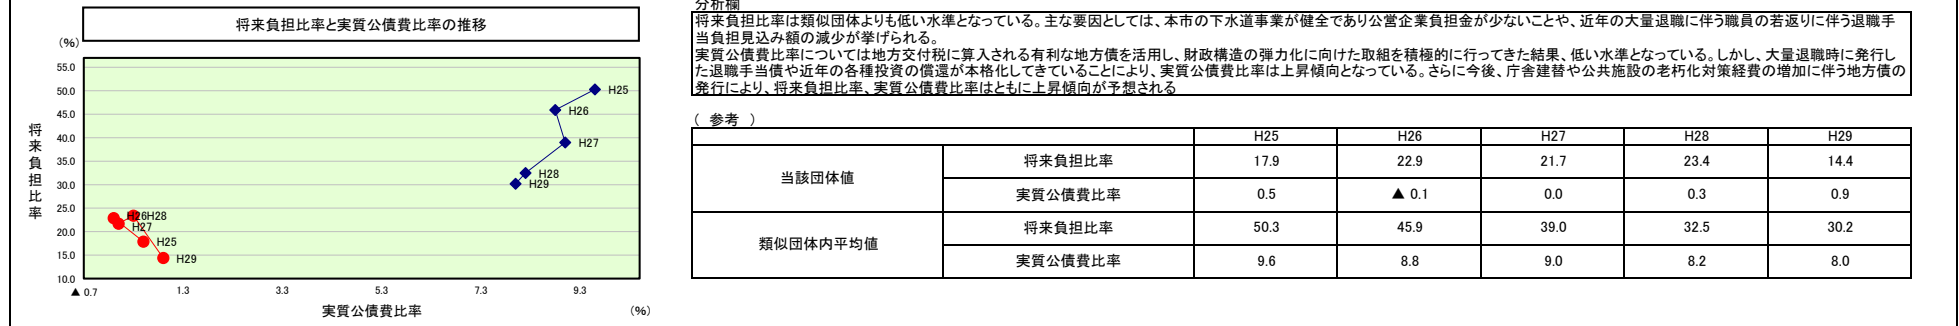 将来負担比率と実質公債費比率の推移
(%)
55.0
50.0
45.0
40.0
35.0
30.0
25.0
20.0
15.0
10.0
将来負担比率
H25
H26
H27
H28
H29
H26
H28
H27
H25
H29
▲ 0.7 1.3 3.3 5.3 7.3 9.3
実質公債費比率 (%)
分析欄
将来負担比率は類似団体よりも低い水準となっている。主な要因としては、本市の下水道事業が健全であり公営企業負担金が少ないことや、近年の大量退職に伴う職員の若返りに伴う退職手
当負担見込み額の減少が挙げられる。
実質公債費比率については地方交付税に算入される有利な地方債を活用し、財政構造の弾力化に向けた取組を積極的に行ってきた結果、低い水準となっている。しかし、大量退職時に発行し
た退職手当債や近年の各種投資の償還が本格化してきていることにより、実質公債費比率は上昇傾向となっている。さらに今後、庁舎建替や公共施設の老朽化対策経費の増加に伴う地方債の
発行により、将来負担比率、実質公債費比率はともに上昇傾向が予想される
( 参考 )
H25 H26 H27 H28 H29
当該団体値
将来負担比率 17.9 22.9 21.7 23.4 14.4
実質公債費比率 0.5 ▲ 0.1 0.0 0.3 0.9
類似団体内平均値
将来負担比率 50.3 45.9 39.0 32.5 30.2
実質公債費比率 9.6 8.8 9.0 8.2 8.0